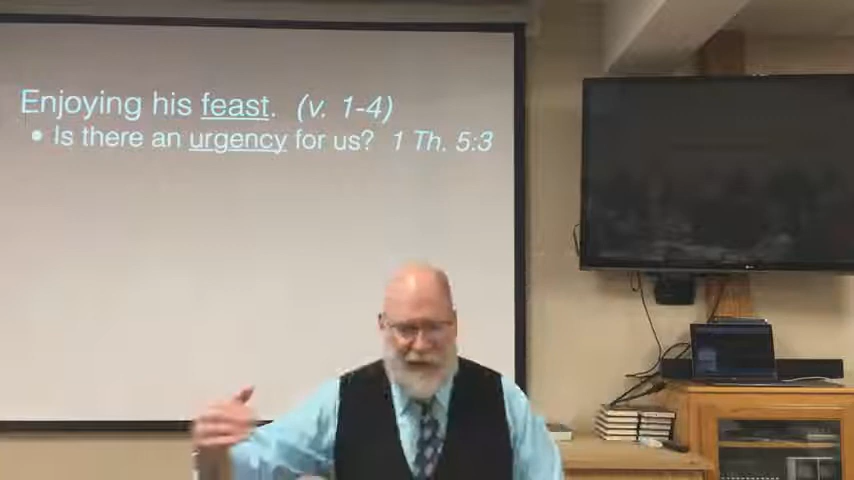 Enjoying his feast. (v. 1-4)
• Is there an urgency for us? 1 Th. 5:3